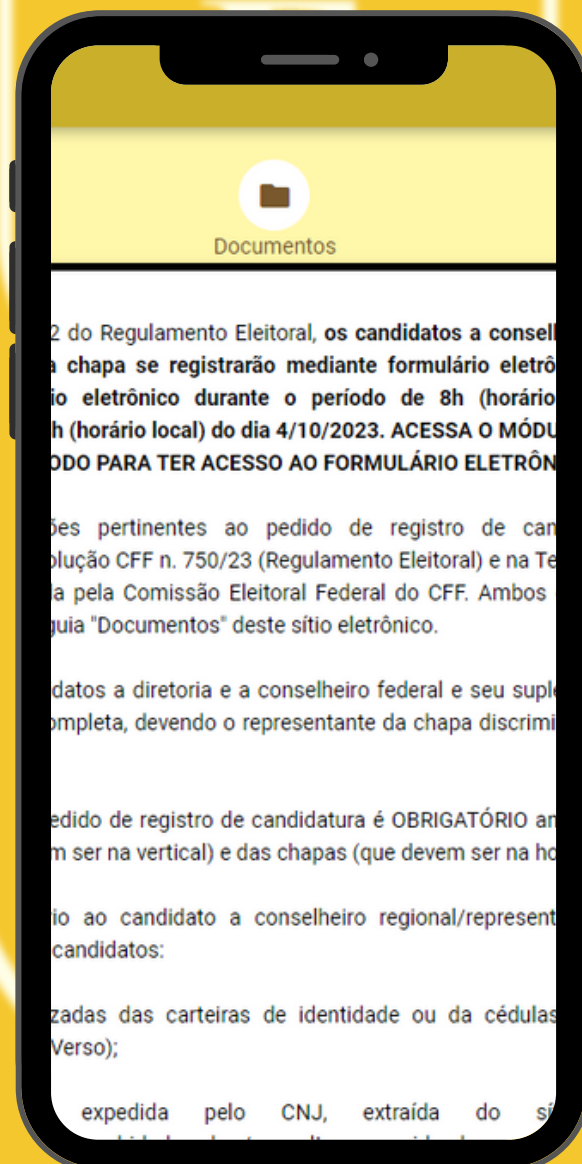 Documentos
2 do Regulamento Eleitoral, os candidatos a consel
a chapa se registrarão mediante formulário eletrô
io eletrônico durante o período de 8h (horário
h (horário local) do dia 4/10/2023. ACESSA O MÓDU
ODO PARA TER ACESSO AO FORMULÁRIO ELETRÔN
ões pertinentes ao pedido de registro de can
olução CFF n. 750/23 (Regulamento Eleitoral) e na Te
la pela Comissão Eleitoral Federal do CFF. Ambos
guia "Documentos" deste sítio eletrônico.
datos a diretoria e a conselheiro federal e seu suple
ompleta, devendo o representante da chapa discrimi
edido de registro de candidatura é OBRIGATÓRIO an
m ser na vertical) e das chapas (que devem ser na ho
io ao candidato a conselheiro regional/represent
candidatos:
zadas das carteiras de identidade ou da cédulas
Verso);
expedida pelo CNJ, extraída do sí